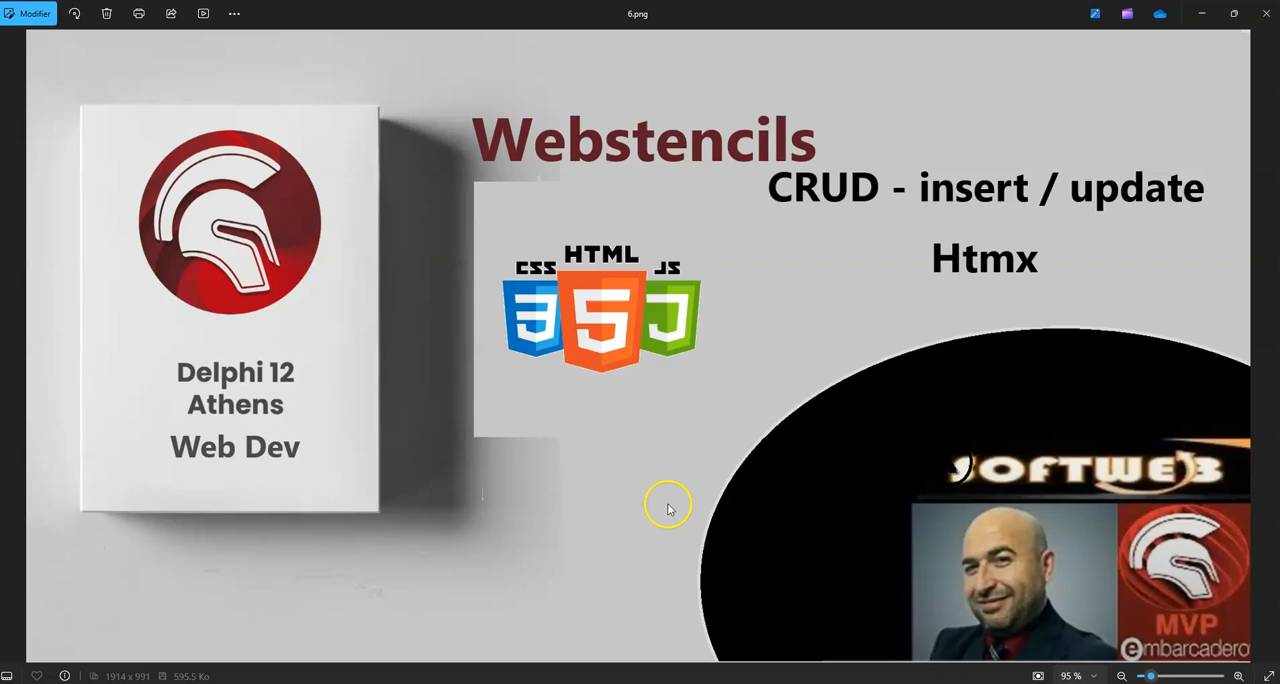 Modifier
6.png
Webstencils
CRUD - insert / update
Htmx
CSS HTML JS
Delphi 12
Athens
Web Dev
SOFTWEB
MVP
embarcadero
1914 x 991
595.5 Ko
95 %